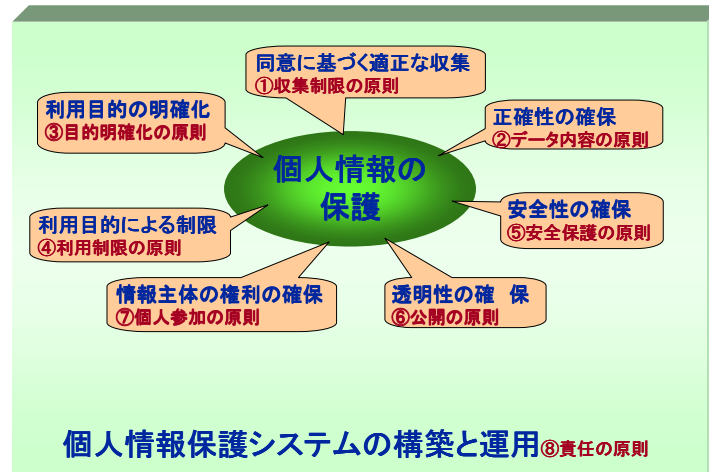 同意に基づく適正な収集
①収集制限の原則
利用目的の明確化
③目的明確化の原則
正確性の確保
②データ内容の原則
個人情報の
保護
利用目的による制限
④利用制限の原則
安全性の確保
⑤安全保護の原則
情報主体の権利の確保
⑦個人参加の原則
透明性の確 保
⑥公開の原則
個人情報保護システムの構築と運用⑧責任の原則